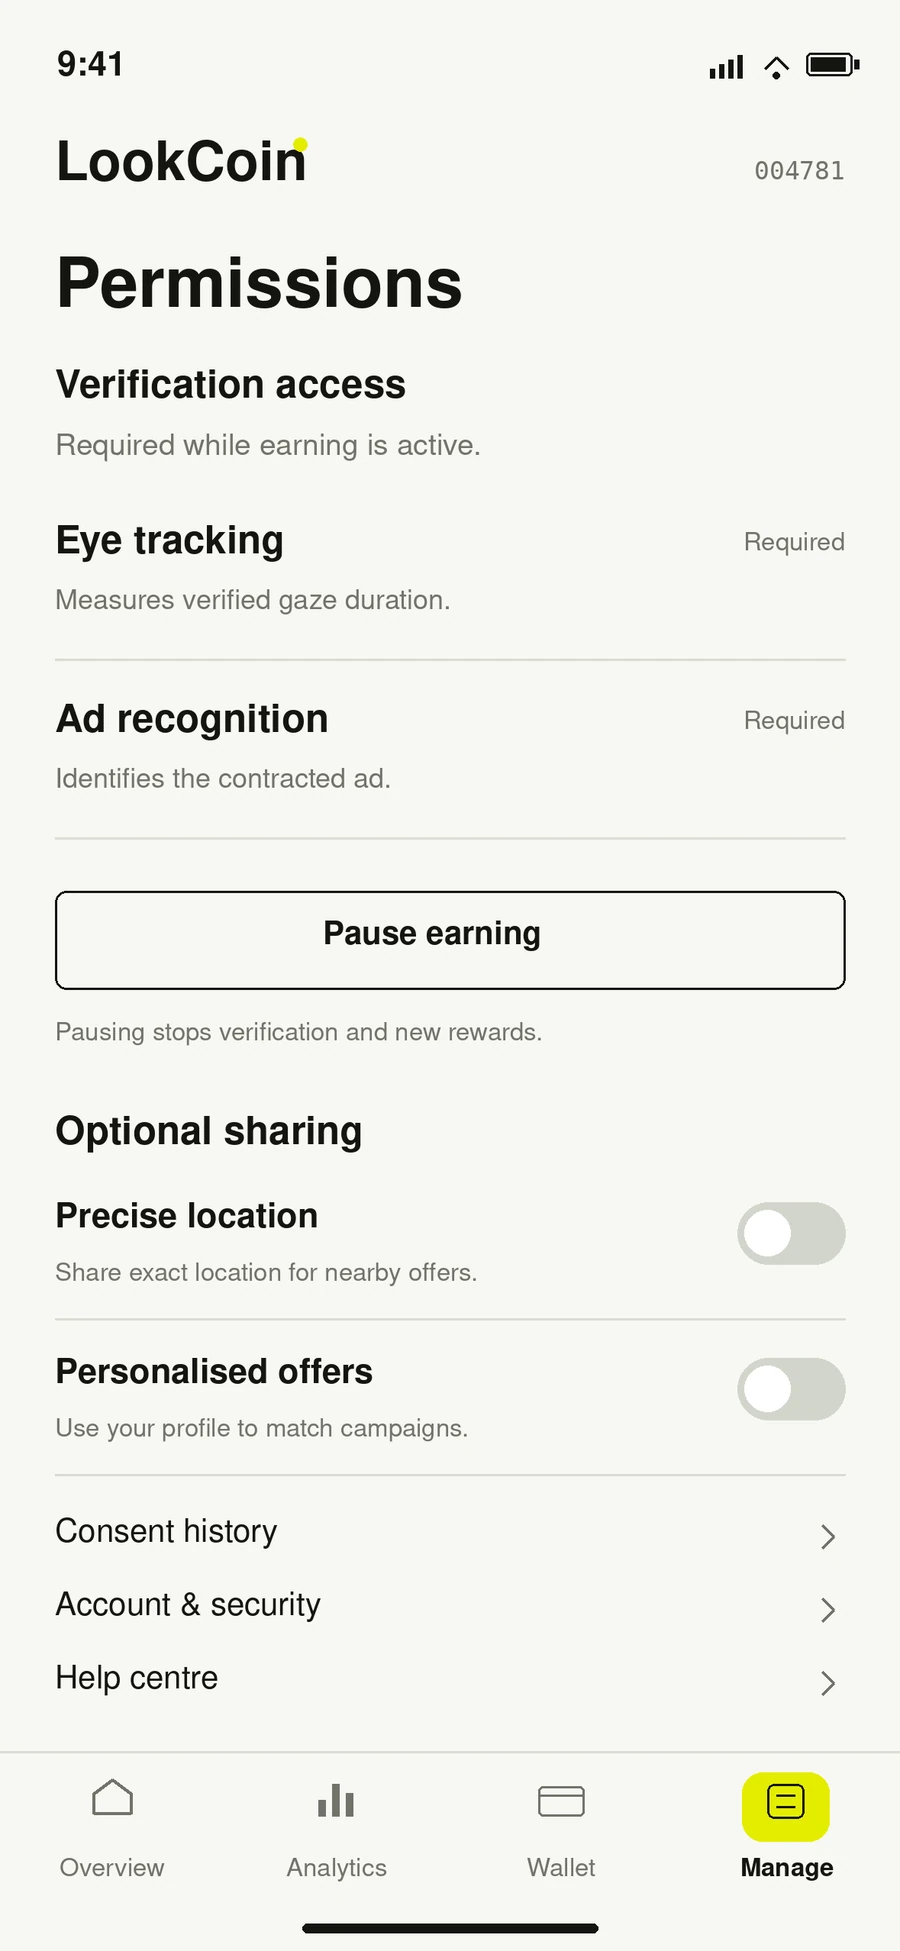 9:41
LookCoin
004781
Permissions
Verification access
Required while earning is active.
Eye tracking
Required
Measures verified gaze duration.
Ad recognition
Required
Identifies the contracted ad.
Pause earning
Pausing stops verification and new rewards.
Optional sharing
Precise location
Share exact location for nearby offers.
Personalised offers
Use your profile to match campaigns.
Consent history
Account & security
Help centre
Overview
Analytics
Wallet
Manage